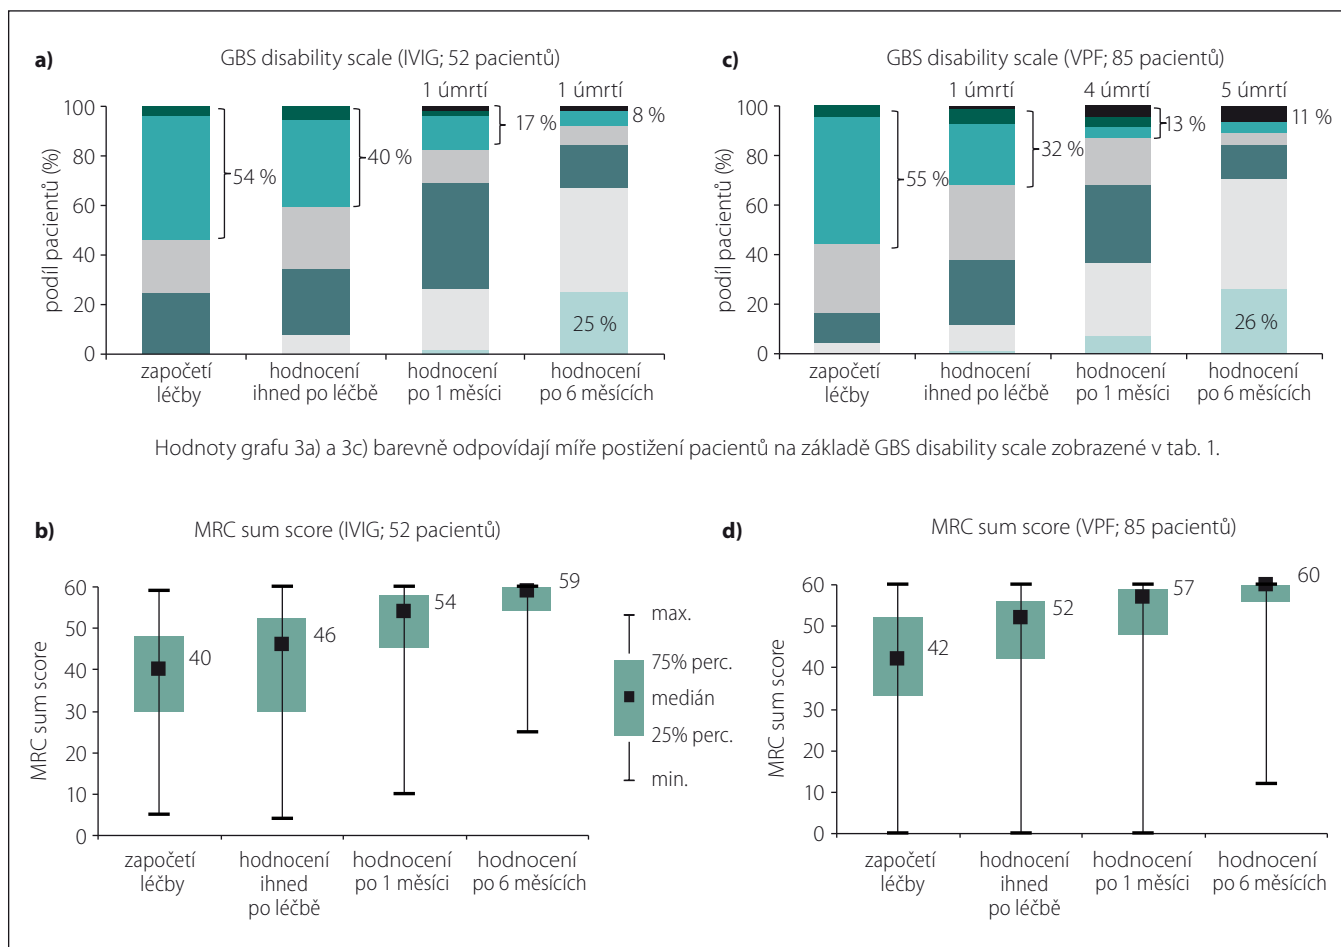 a)
GBS disability scale (IVIG; 52 pacientů)
1 úmrtí
1 úmrtí
podíl pacientů (%)
100
80
60
40
20
0
54 %
40 %
17 %
8 %
25 %
započetí
léčby
hodnocení
ihned po léčbě
hodnocení
po 1 měsíci
hodnocení
po 6 měsících
c)
GBS disability scale (VPF; 85 pacientů)
1 úmrtí
4 úmrtí
5 úmrtí
podíl pacientů (%)
100
80
60
40
20
0
55 %
32 %
13 %
11 %
26 %
započetí
léčby
hodnocení
ihned po léčbě
hodnocení
po 1 měsíci
hodnocení
po 6 měsících
Hodnoty grafu 3a) a 3c) barevně odpovídají míře postižení pacientů na základě GBS disability scale zobrazené v tab. 1.
b)
MRC sum score (IVIG; 52 pacientů)
MRC sum score
60
50
40
30
20
10
0
40
46
54
59
započetí
léčby
hodnocení
ihned
po léčbě
hodnocení
po 1 měsíci
hodnocení
po 6 měsících
max.
75% perc.
medián
25% perc.
min.
d)
MRC sum score (VPF; 85 pacientů)
MRC sum score
60
50
40
30
20
10
0
42
52
57
60
započetí
léčby
hodnocení
ihned
po léčbě
hodnocení
po 1 měsíci
hodnocení
po 6 měsících